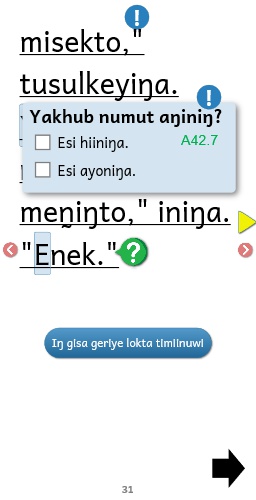 misekto,"
tusulkeyiŋa.
Yakhub numut aŋiniŋ?
Esi hiiniŋa.
A42.7
Esi ayoniŋa.
meñiŋto," iniŋa.
"Enek."
Iŋ gisa geriye lokta timiinuwi
31